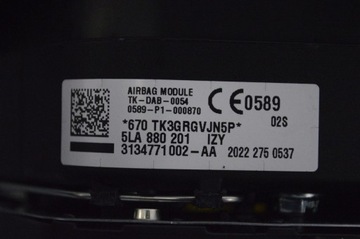 AIRBAG MODULE
TK-DAB-0054
0589-P1-000870
CE 0589
02S
*670 TK3GRGVJN5P*
5LA 880 201 IZY
3134771002-AA 2022 275 0537